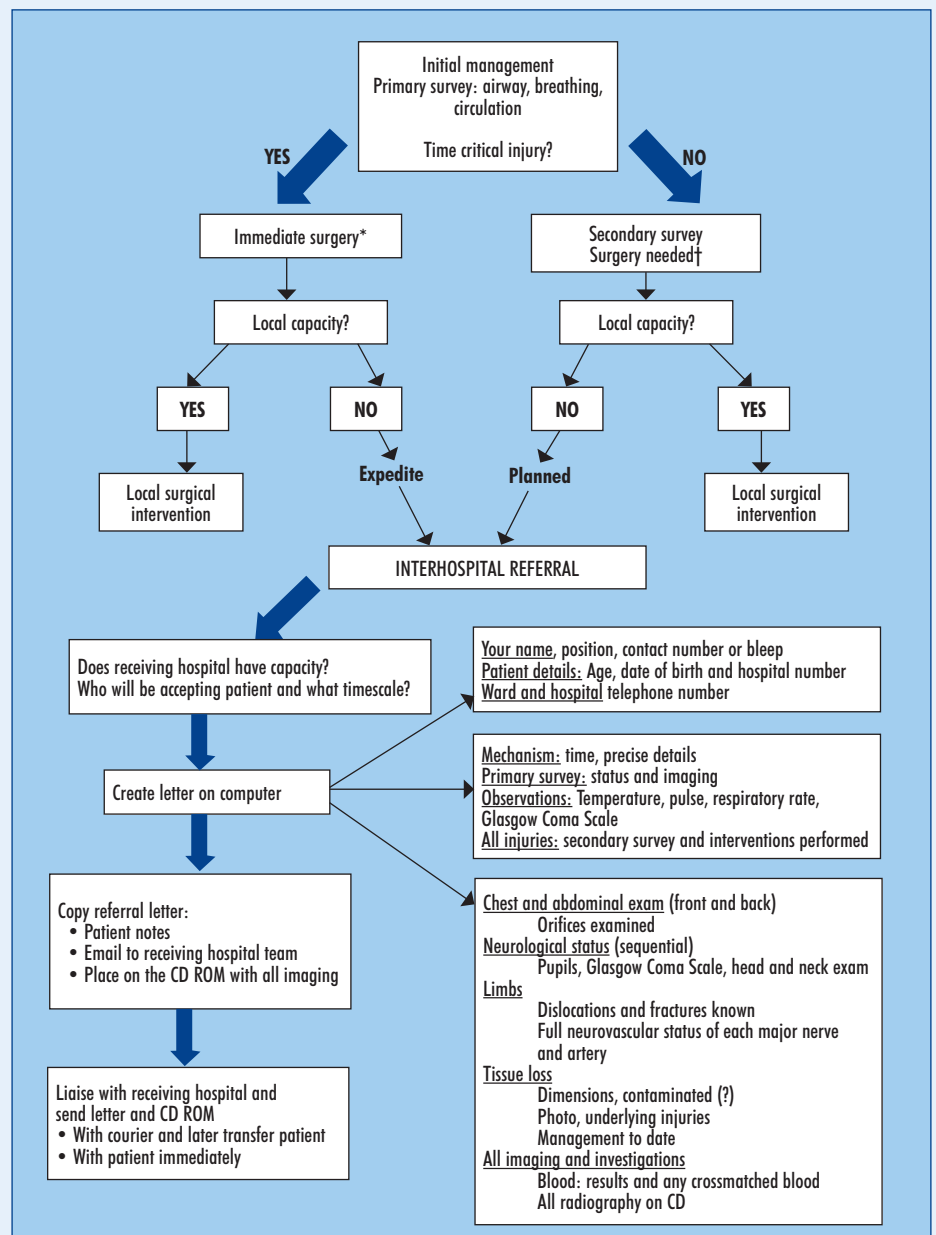 Initial management
Primary survey: airway, breathing,
circulation
Time critical injury?
YES
NO
Immediate surgery*
Secondary survey
Surgery needed†
Local capacity?
Local capacity?
YES
NO
NO
YES
Expedite
Planned
Local surgical
intervention
Local surgical
intervention
INTERHOSPITAL REFERRAL
Does receiving hospital have capacity?
Who will be accepting patient and what timescale?
Your name, position, contact number or bleep
Patient details: Age, date of birth and hospital number
Ward and hospital telephone number
Create letter on computer
Mechanism: time, precise details
Primary survey: status and imaging
Observations: Temperature, pulse, respiratory rate,
Glasgow Coma Scale
All injuries: secondary survey and interventions performed
Copy referral letter:
• Patient notes
• Email to receiving hospital team
• Place on the CD ROM with all imaging
Chest and abdominal exam (front and back)
Orifices examined
Neurological status (sequential)
Pupils, Glasgow Coma Scale, head and neck exam
Limbs
Dislocations and fractures known
Full neurovascular status of each major nerve
and artery
Tissue loss
Dimensions, contaminated (?)
Photo, underlying injuries
Management to date
All imaging and investigations
Blood: results and any crossmatched blood
All radiography on CD
Liaise with receiving hospital and
send letter and CD ROM
• With courier and later transfer patient
• With patient immediately